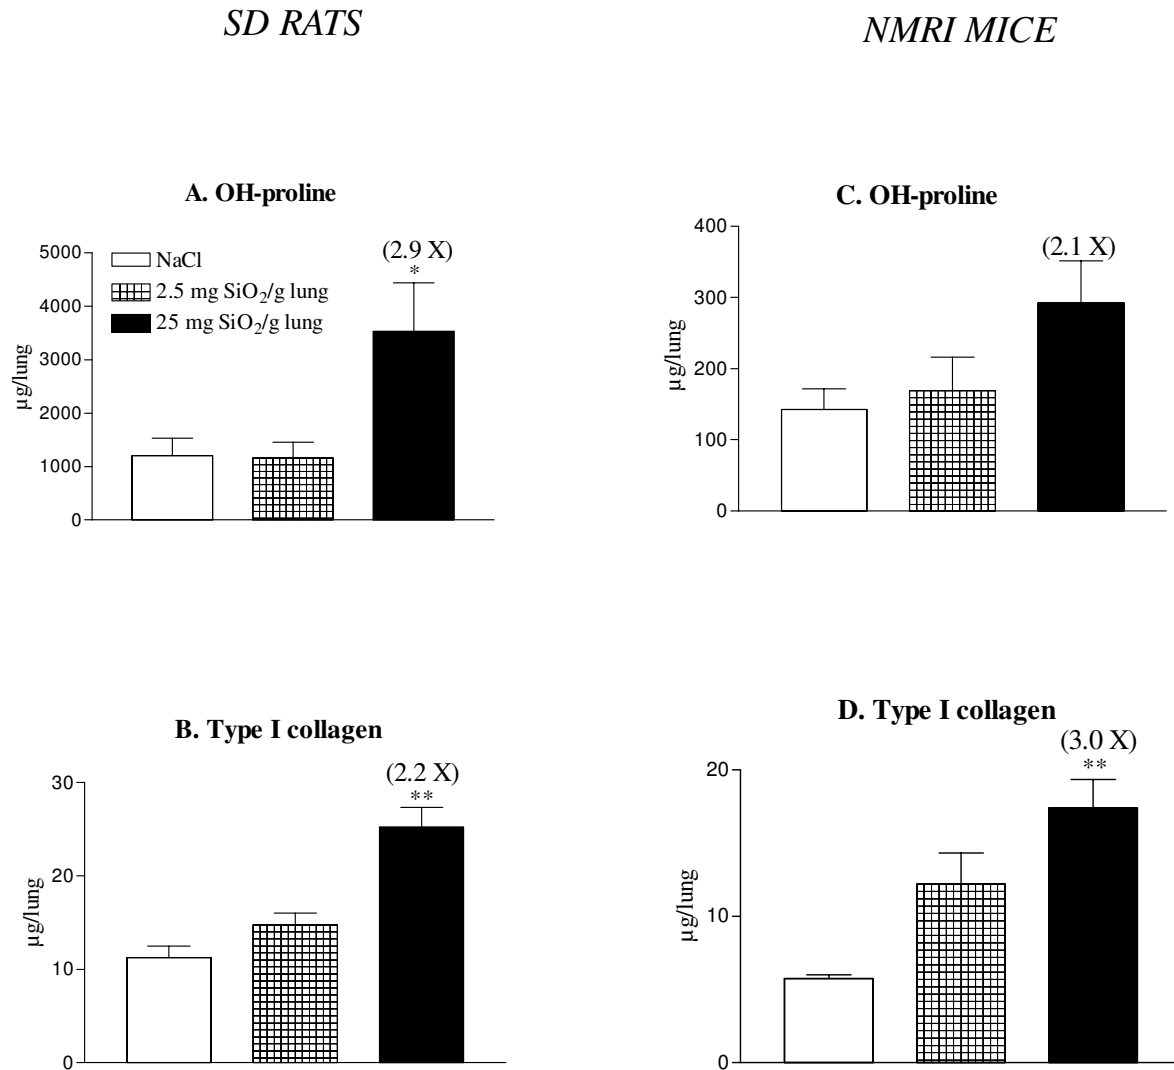 SD RATS
NMRI MICE
A. OH-proline
(2.9 X)
*
5000
4000
3000
2000
1000
0
µg/lung
NaCl
2.5 mg SiO₂/g lung
25 mg SiO₂/g lung
C. OH-proline
(2.1 X)
400
300
200
100
0
µg/lung
B. Type I collagen
(2.2 X)
**
30
20
10
0
µg/lung
D. Type I collagen
(3.0 X)
**
20
10
0
µg/lung